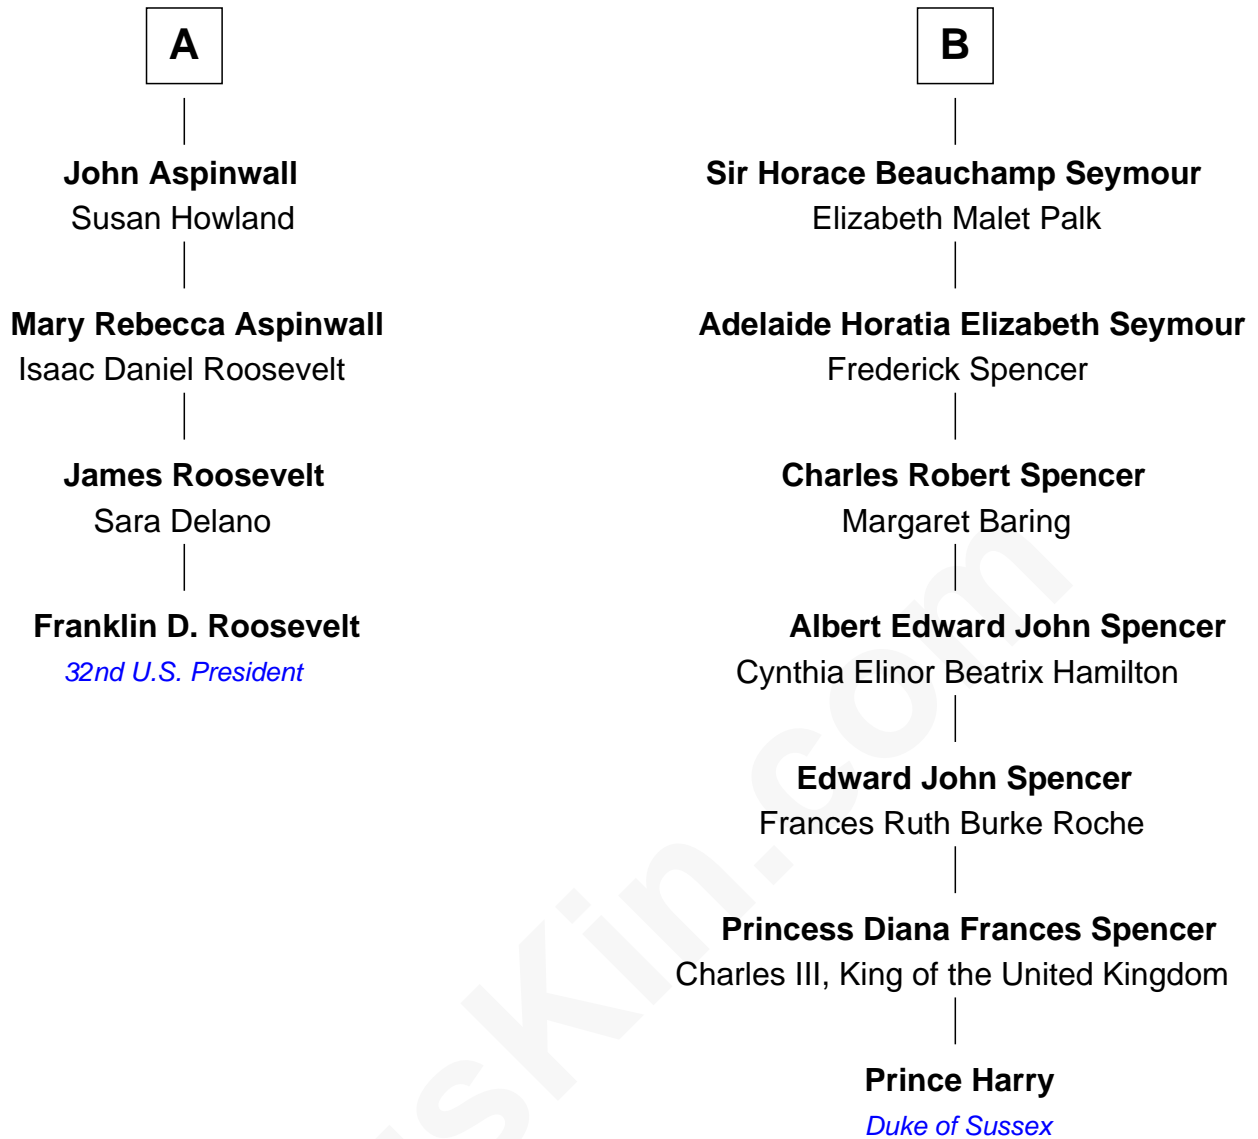 A
John Aspinwall
Susan Howland
Mary Rebecca Aspinwall
Isaac Daniel Roosevelt
James Roosevelt
Sara Delano
Franklin D. Roosevelt
32nd U.S. President
B
Sir Horace Beauchamp Seymour
Elizabeth Malet Palk
Adelaide Horatia Elizabeth Seymour
Frederick Spencer
Charles Robert Spencer
Margaret Baring
Albert Edward John Spencer
Cynthia Elinor Beatrix Hamilton
Edward John Spencer
Frances Ruth Burke Roche
Princess Diana Frances Spencer
Charles III, King of the United Kingdom
Prince Harry
Duke of Sussex
usKin.com